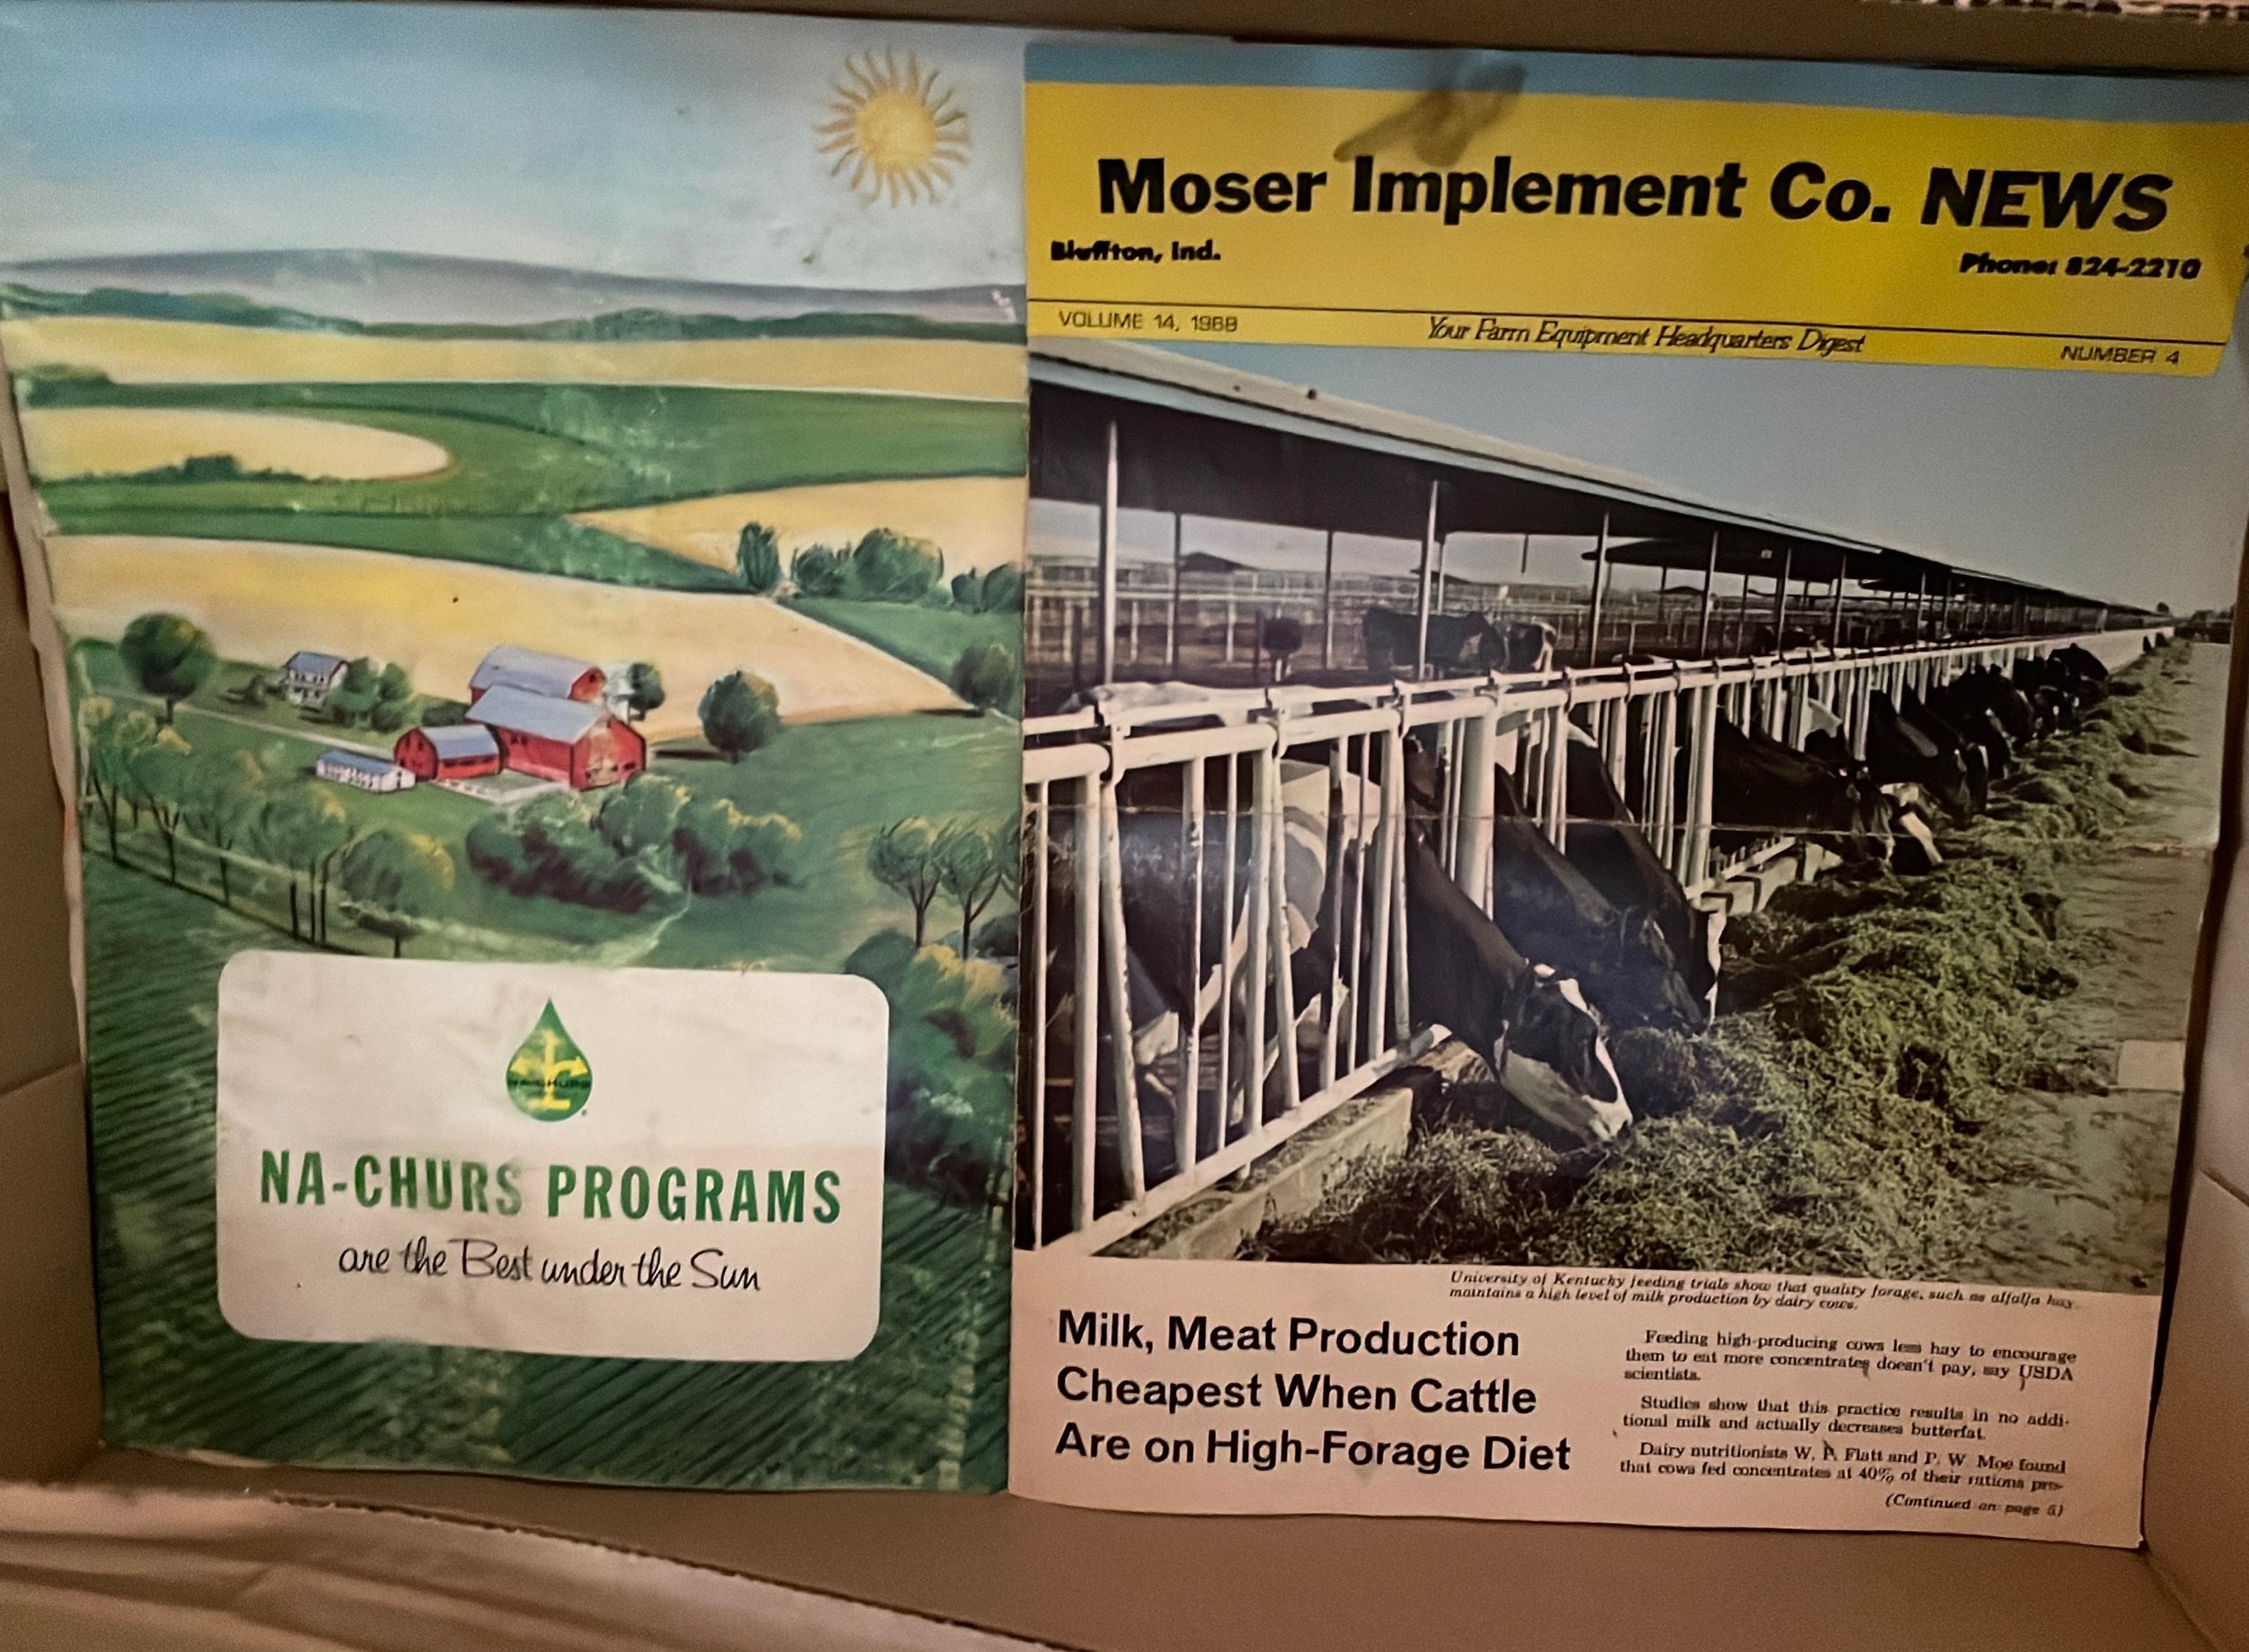 NA-CHURS
NA-CHURS PROGRAMS
are the Best under the Sun
Moser Implement Co. NEWS
Bluffton, Ind.
Phone: 824-2210
VOLUME 14, 1968
Your Farm Equipment Headquarters Digest
NUMBER 4
University of Kentucky feeding trials show that quality forage, such as alfalfa hay,
maintains a high level of milk production by dairy cows.
Milk, Meat Production
Cheapest When Cattle
Are on High-Forage Diet
Feeding high-producing cows less hay to encourage
them to eat more concentrates doesn't pay, say USDA
scientists.
Studies show that this practice results in no addi-
tional milk and actually decreases butterfat.
Dairy nutritionists W. P. Flatt and P. W. Moe found
that cows fed concentrates at 40% of their rations pro-
(Continued on page 5)